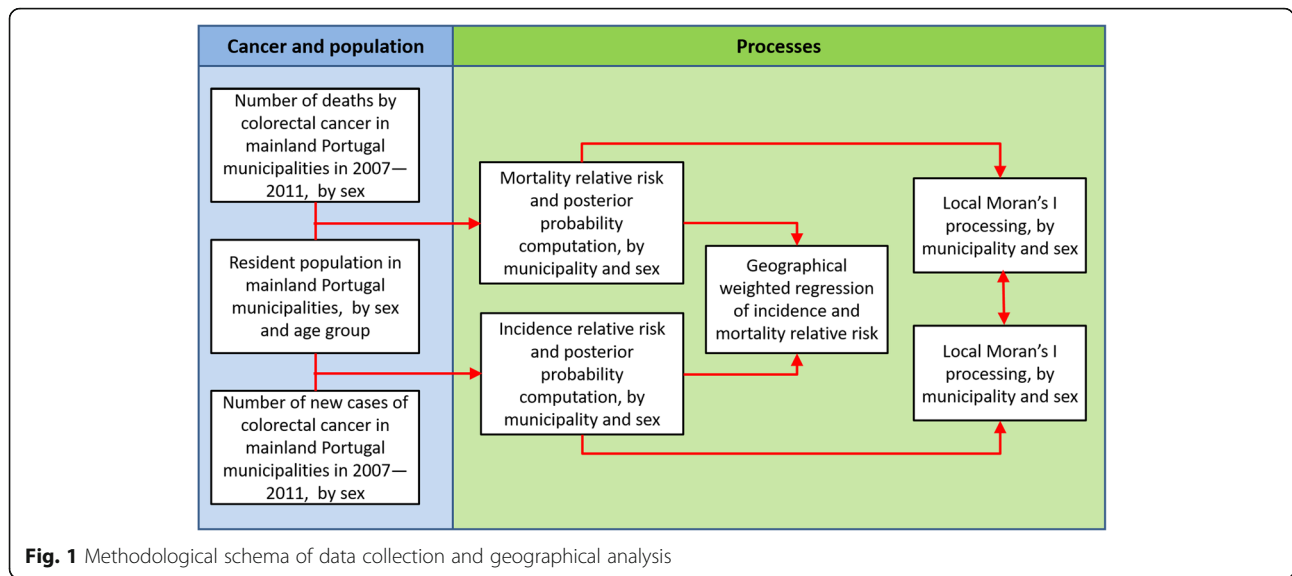 Cancer and population
Processes
Number of deaths by
colorectal cancer in
mainland Portugal
municipalities in 2007—
2011, by sex
Resident population in
mainland Portugal
municipalities, by sex
and age group
Number of new cases of
colorectal cancer in
mainland Portugal
municipalities in 2007—
2011, by sex
Mortality relative risk
and posterior
probability
computation, by
municipality and sex
Incidence relative risk
and posterior
probability
computation, by
municipality and sex
Geographical
weighted regression
of incidence and
mortality relative risk
Local Moran's I
processing, by
municipality and sex
Local Moran's I
processing, by
municipality and sex
Fig. 1 Methodological schema of data collection and geographical analysis